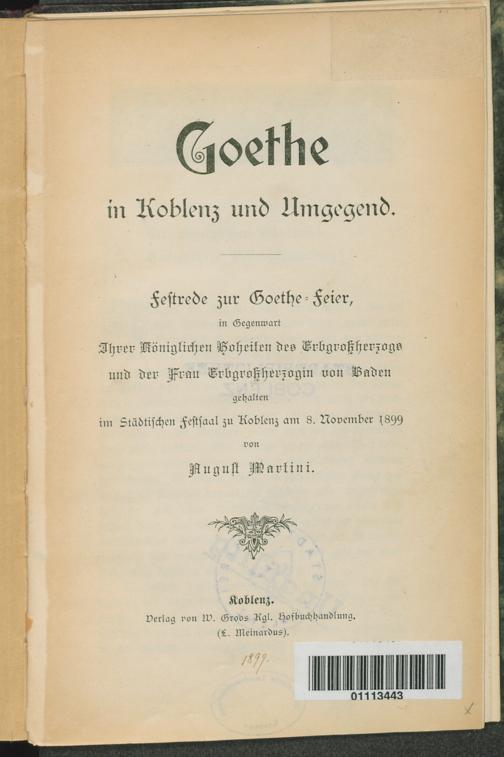 Goethe
in Koblenz und Umgegend.
Festrede zur Goethe-Feier,
in Gegenwart
Ihrer Königlichen Hoheiten des Erbgroßherzogs
und der Frau Erbgroßherzogin von Baden
gehalten
im Städtischen Festsaal zu Koblenz am 8. November 1899
von
August Martini.
Koblenz.
Verlag von W. Groos Kgl. Hofbuchhandlung.
(L. Meinardus).
1899.
01113443